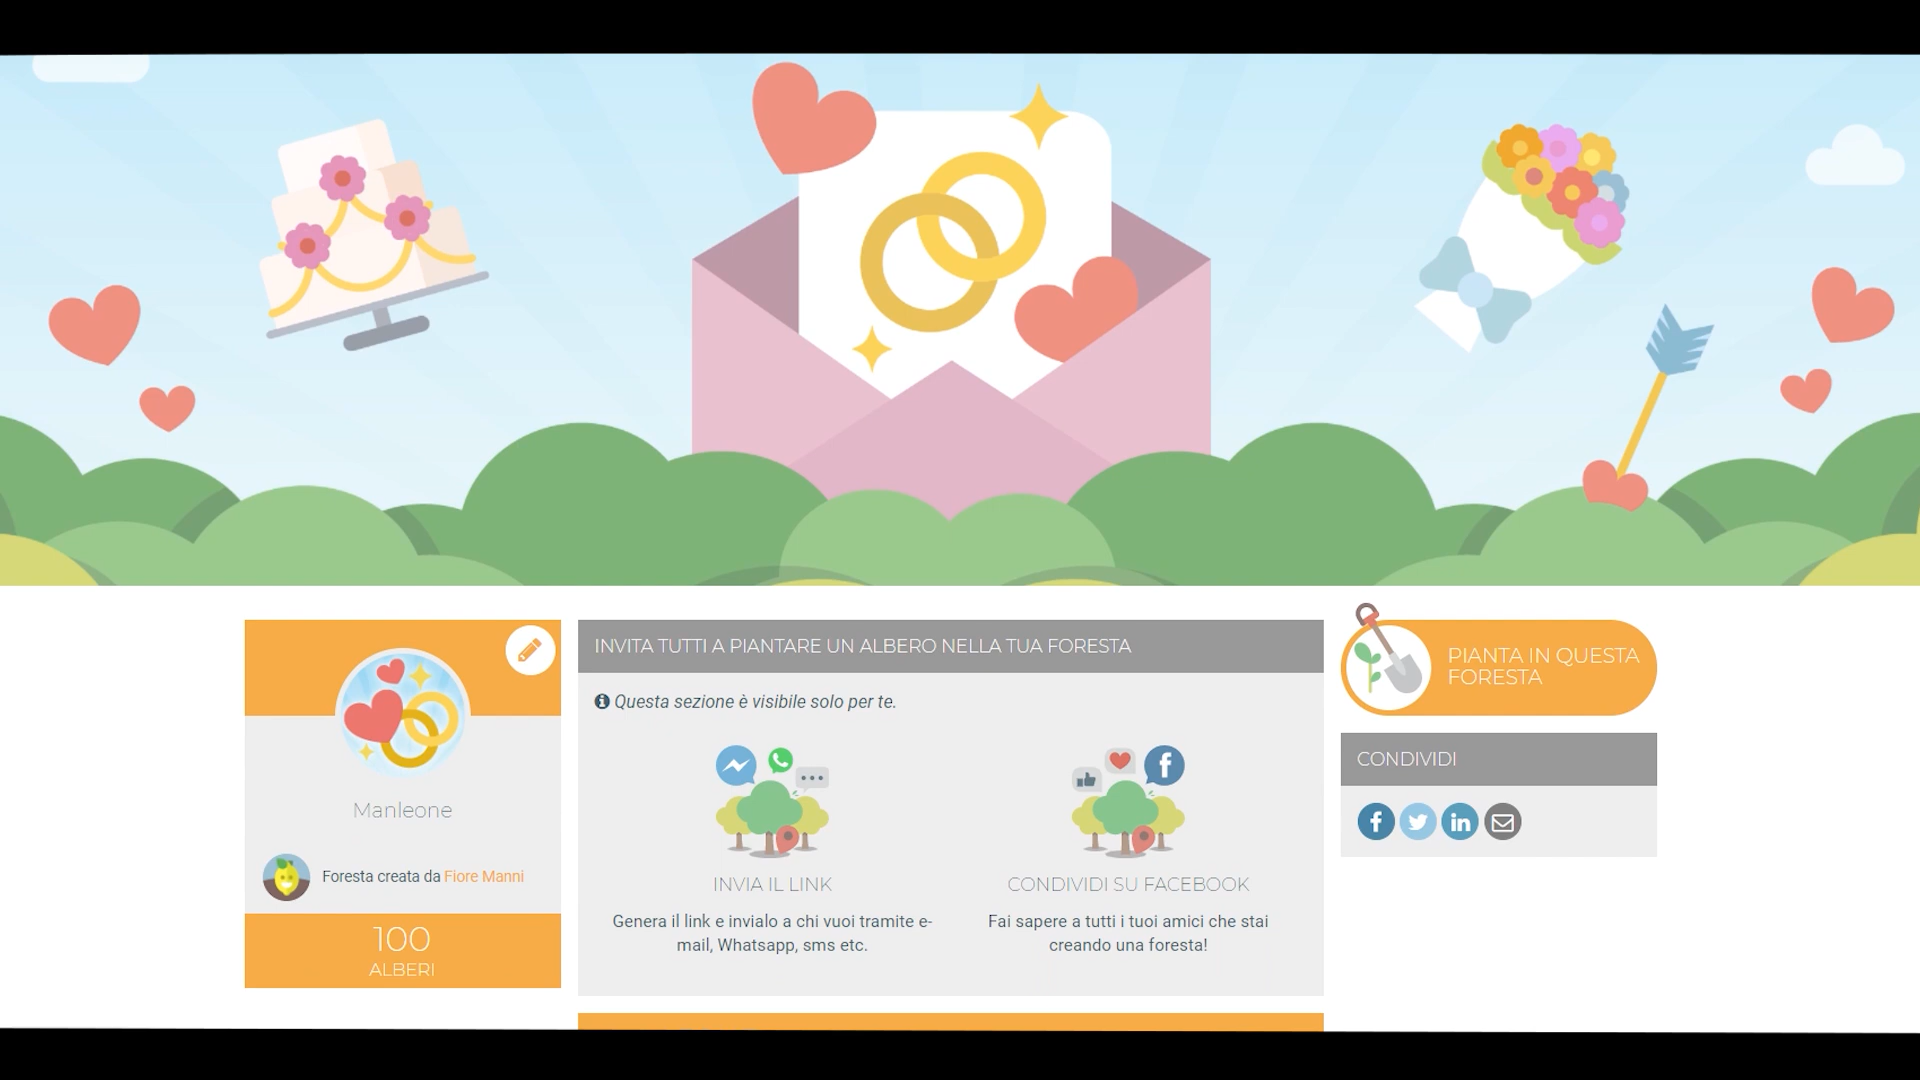 INVITA TUTTI A PIANTARE UN ALBERO NELLA TUA FORESTA
Questa sezione è visibile solo per te.
Manleone
Foresta creata da Fiore Manni
100
ALBERI
INVIA IL LINK
Genera il link e invialo a chi vuoi tramite e-
mail, Whatsapp, sms etc.
CONDIVIDI SU FACEBOOK
Fai sapere a tutti i tuoi amici che stai
creando una foresta!
PIANTA IN QUESTA
FORESTA
CONDIVIDI